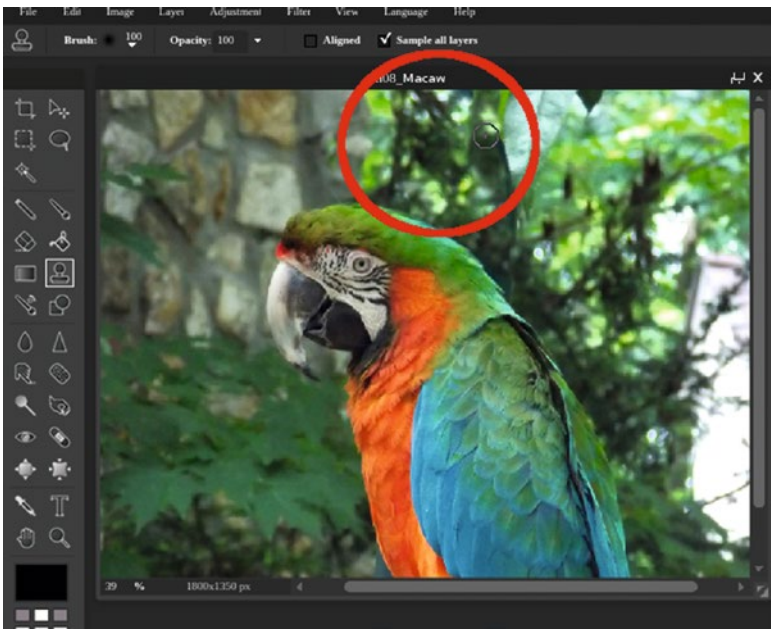 File Edit Image Layer Adjustment Filter View Language Help
Brush: 100 Opacity: 100 Aligned Sample all layers
08_Macaw
39 % 1800x1350 px